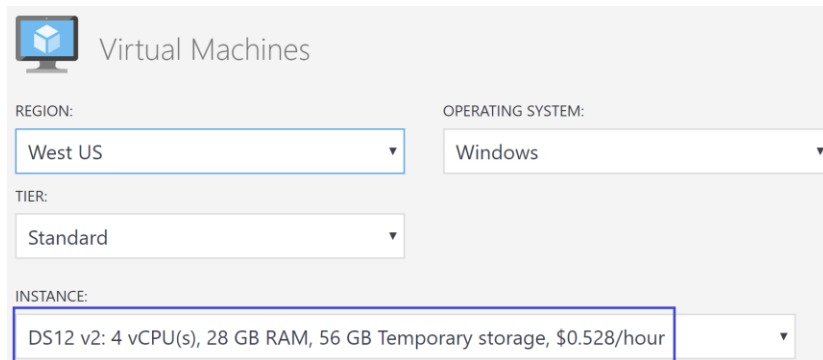 Virtual Machines
REGION: OPERATING SYSTEM:
West US Windows
TIER:
Standard
INSTANCE:
DS12 v2: 4 vCPU(s), 28 GB RAM, 56 GB Temporary storage, $0.528/hour